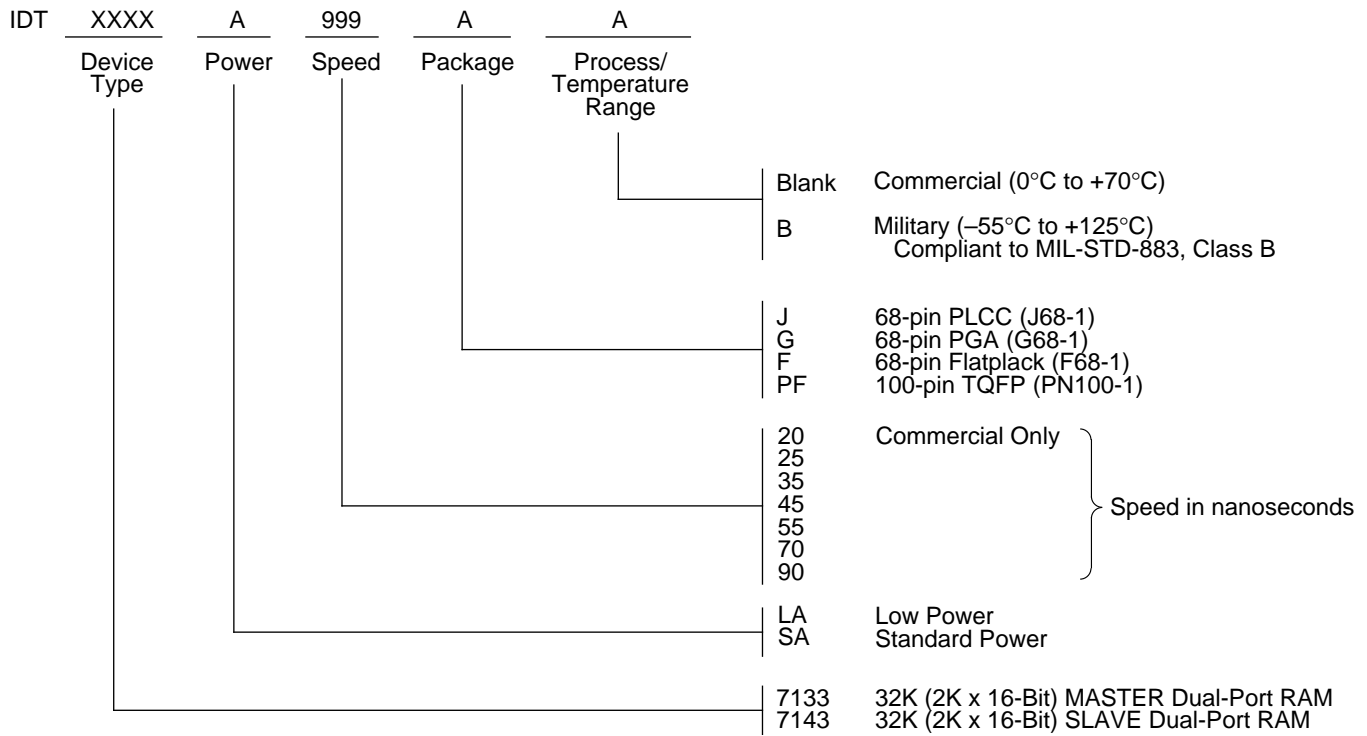 IDT XXXX A 999 A A
Device Type Power Speed Package Process/ Temperature Range
Blank Commercial (0°C to +70°C)
B Military (–55°C to +125°C)
Compliant to MIL-STD-883, Class B
J 68-pin PLCC (J68-1)
G 68-pin PGA (G68-1)
F 68-pin Flatplack (F68-1)
PF 100-pin TQFP (PN100-1)
20 Commercial Only
25
35
45 Speed in nanoseconds
55
70
90
LA Low Power
SA Standard Power
7133 32K (2K x 16-Bit) MASTER Dual-Port RAM
7143 32K (2K x 16-Bit) SLAVE Dual-Port RAM